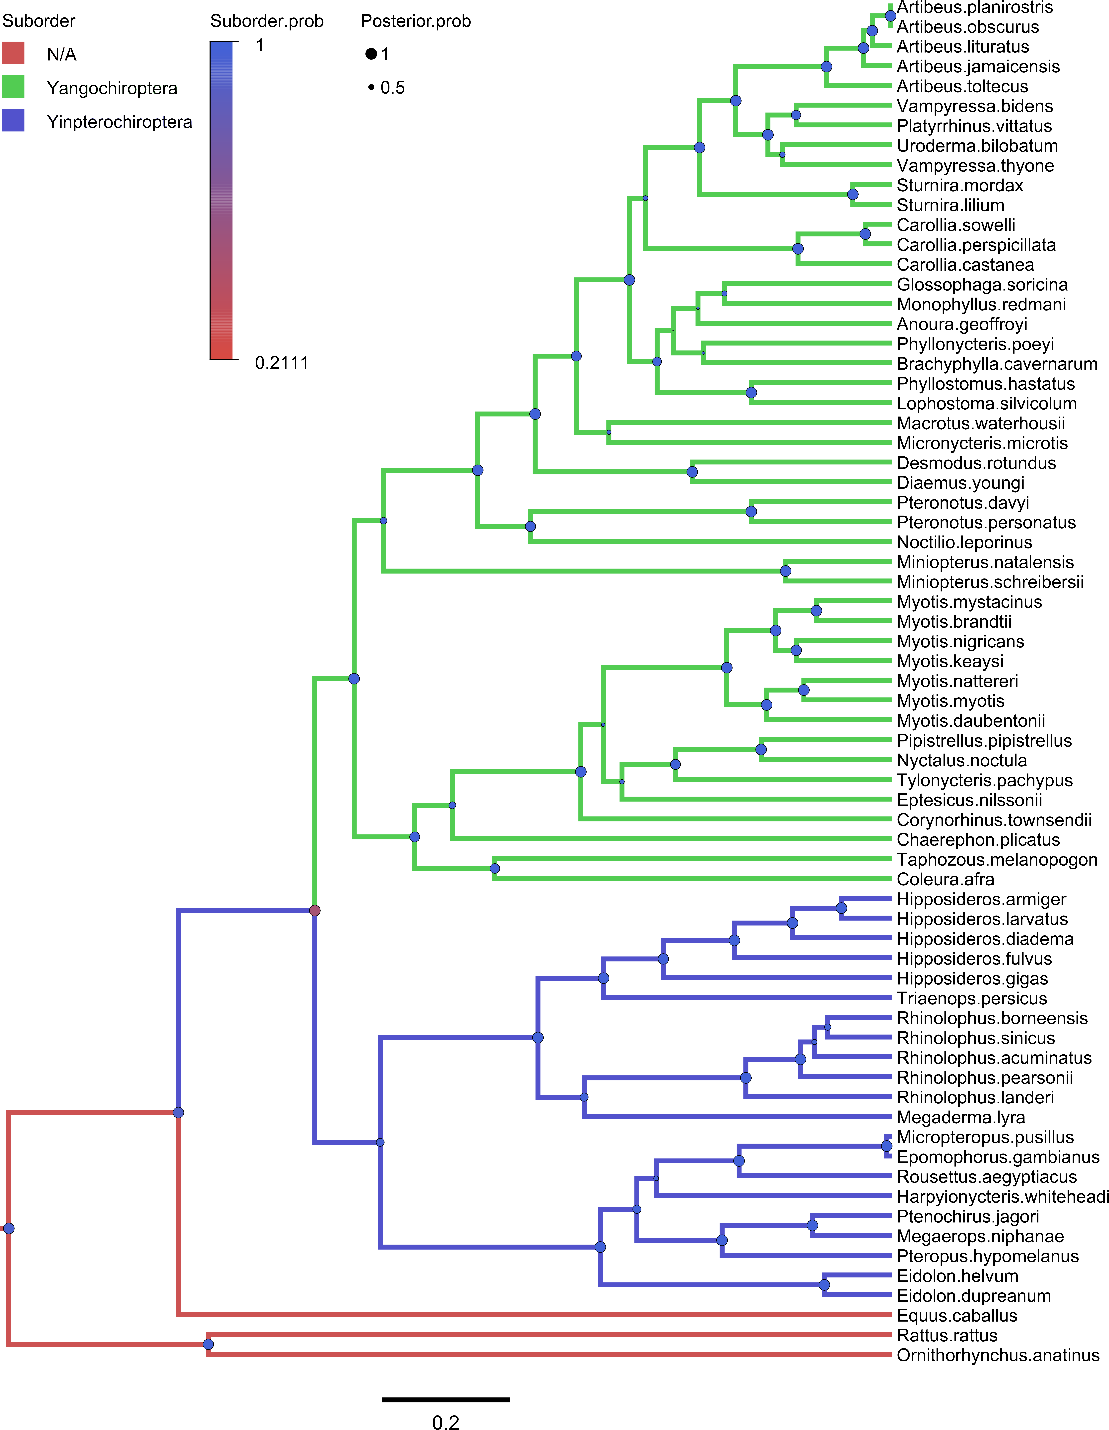 Suborder
N/A
Yangochiroptera
Yinpterochiroptera
Suborder.prob
1
0.2111
Posterior.prob
1
0.5
Artibeus.planirostris
Artibeus.obscurus
Artibeus.lituratus
Artibeus.jamaicensis
Artibeus.toltecus
Vampyressa.bidens
Platyrrhinus.vittatus
Uroderma.bilobatum
Vampyressa.thyone
Sturnira.mordax
Sturnira.lilium
Carollia.sowelli
Carollia.perspicillata
Carollia.castanea
Glossophaga.soricina
Monophyllus.redmani
Anoura.geoffroyi
Phyllonycteris.poeyi
Brachyphylla.cavernarum
Phyllostomus.hastatus
Lophostoma.silvicolum
Macrotus.waterhousii
Micronycteris.microtis
Desmodus.rotundus
Diaemus.youngi
Pteronotus.davyi
Pteronotus.personatus
Noctilio.leporinus
Miniopterus.natalensis
Miniopterus.schreibersii
Myotis.mystacinus
Myotis.brandtii
Myotis.nigricans
Myotis.keaysi
Myotis.nattereri
Myotis.myotis
Myotis.daubentonii
Pipistrellus.pipistrellus
Nyctalus.noctula
Tylonycteris.pachypus
Eptesicus.nilssonii
Corynorhinus.townsendii
Chaerephon.plicatus
Taphozous.melanopogon
Coleura.afra
Hipposideros.armiger
Hipposideros.larvatus
Hipposideros.diadema
Hipposideros.fulvus
Hipposideros.gigas
Triaenops.persicus
Rhinolophus.borneensis
Rhinolophus.sinicus
Rhinolophus.acuminatus
Rhinolophus.pearsonii
Rhinolophus.landeri
Megaderma.lyra
Micropteropus.pusillus
Epomophorus.gambianus
Rousettus.aegyptiacus
Harpyionycteris.whiteheadi
Ptenochirus.jagori
Megaerops.niphanae
Pteropus.hypomelanus
Eidolon.helvum
Eidolon.dupreanum
Equus.caballus
Rattus.rattus
Ornithorhynchus.anatinus
0.2